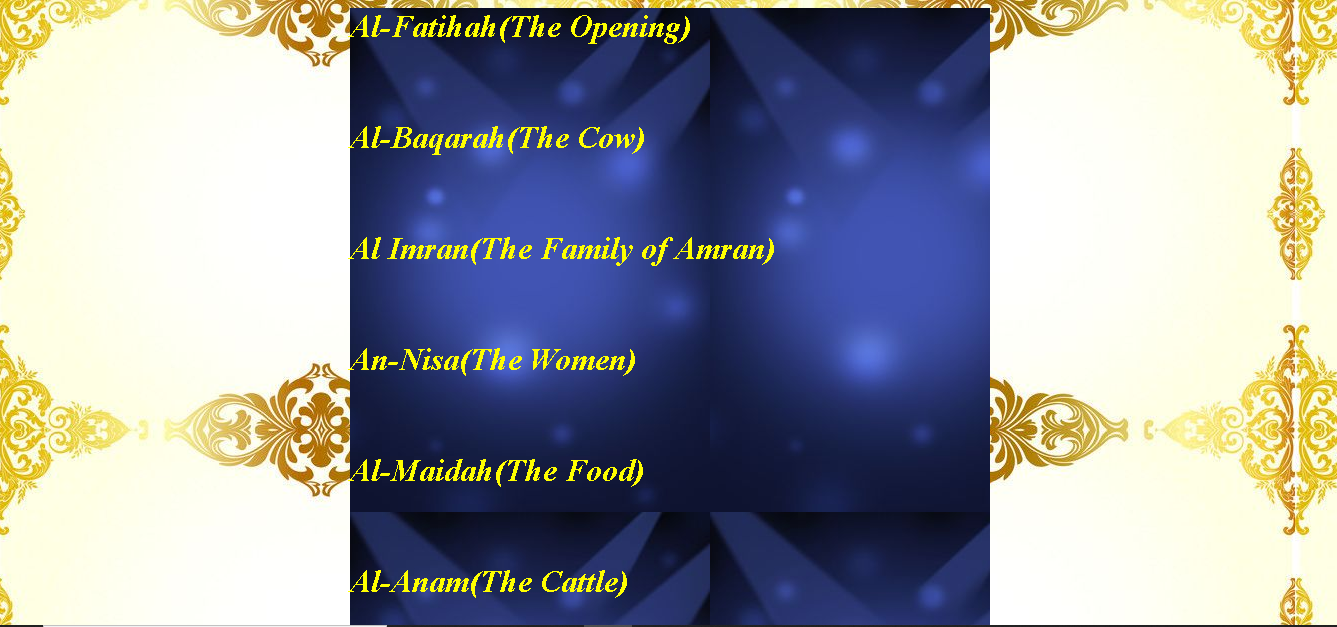 Al-Fatihah(The Opening)
Al-Baqarah(The Cow)
Al Imran(The Family of Amran)
An-Nisa(The Women)
Al-Maidah(The Food)
Al-Anam(The Cattle)